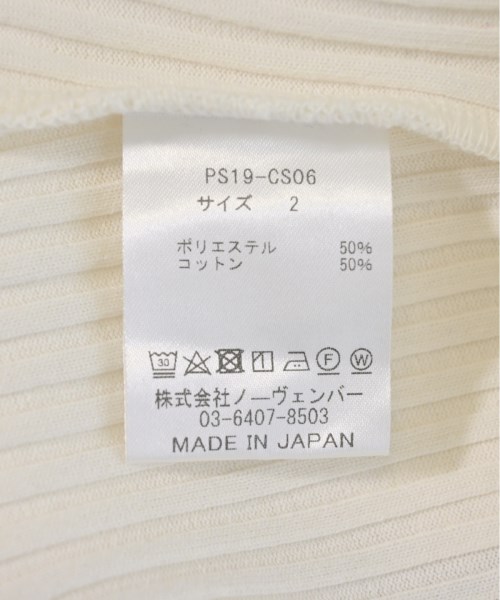 PS19-CS06
サイズ 2
ポリエステル 50%
コットン 50%
30 F W
株式会社ノーヴェンバー
03-6407-8503
MADE IN JAPAN